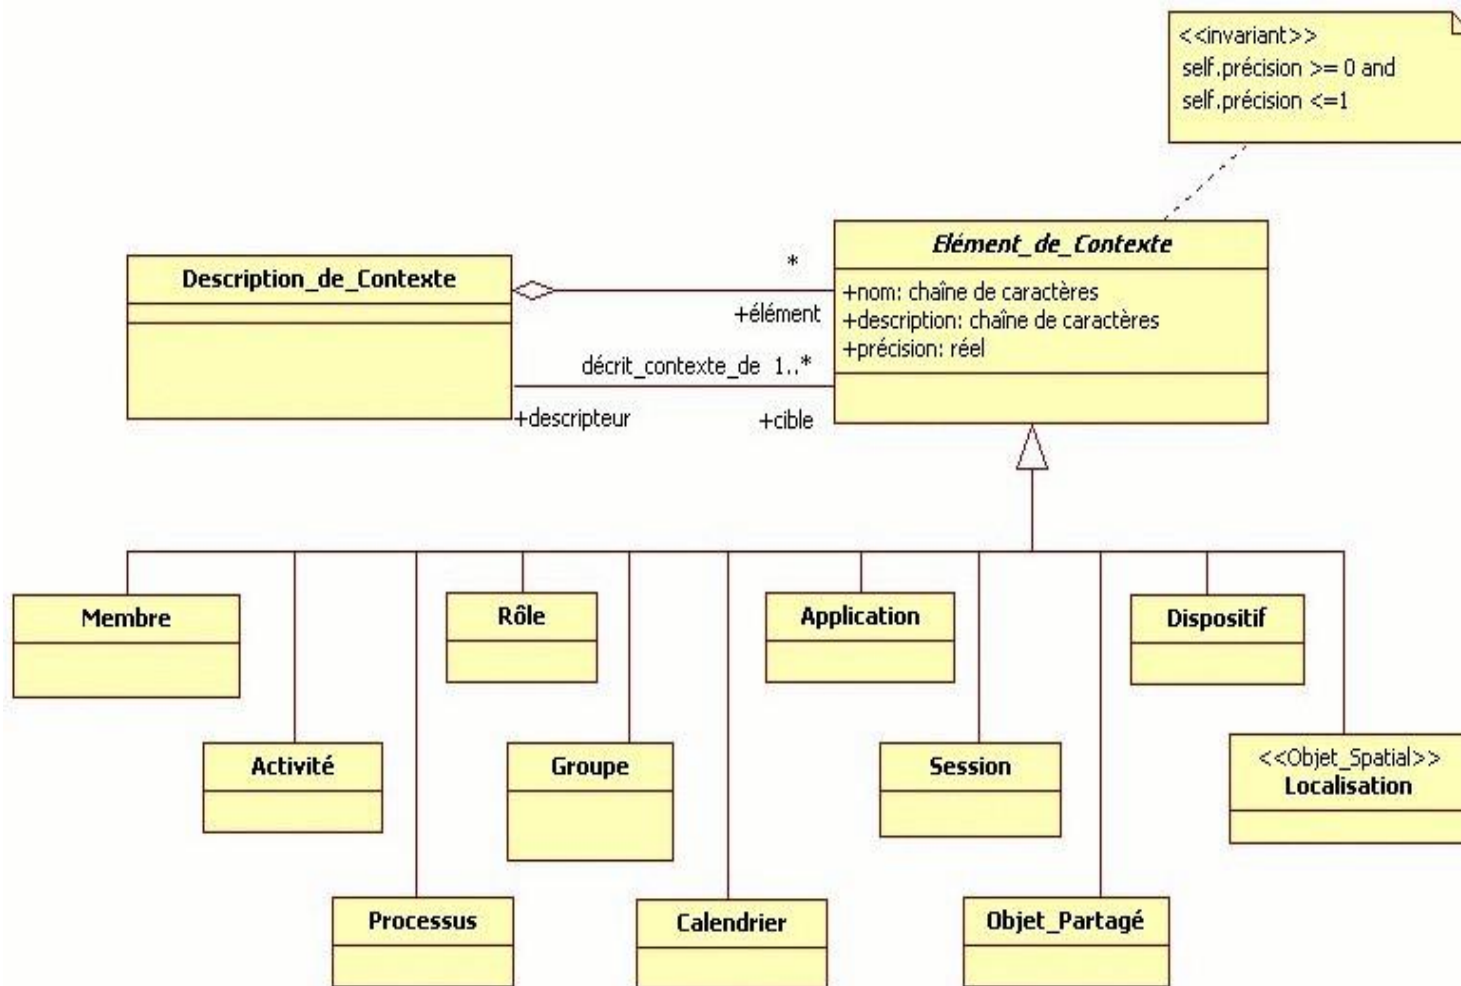 <<invariant>>
self.précision >= 0 and
self.précision <=1
Elément_de_Contexte
+nom: chaîne de caractères
+description: chaîne de caractères
+précision: réel
Description_de_Contexte
*
+élément
décrit_contexte_de 1..*
+descripteur
+cible
Membre
Rôle
Application
Dispositif
Activité
Groupe
Session
<<Objet_Spatial>>
Localisation
Processus
Calendrier
Objet_Partagé